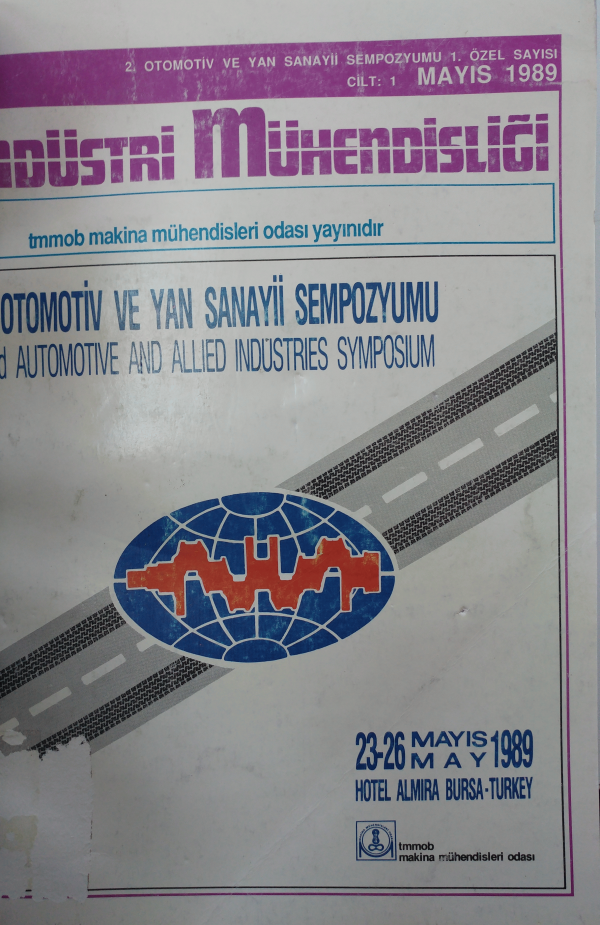 2. OTOMOTİV VE YAN SANAYİİ SEMPOZYUMU 1. ÖZEL SAYISI
CİLT: 1 MAYIS 1989
NDÜSTRİ MÜHENDİSLİĞİ
tmmob makina mühendisleri odası yayınıdır
OTOMOTİV VE YAN SANAYİİ SEMPOZYUMU
d AUTOMOTIVE AND ALLIED INDUSTRIES SYMPOSIUM
23-26 MAYIS MAY 1989
HOTEL ALMIRA BURSA-TURKEY
tmmob
makina mühendisleri odası